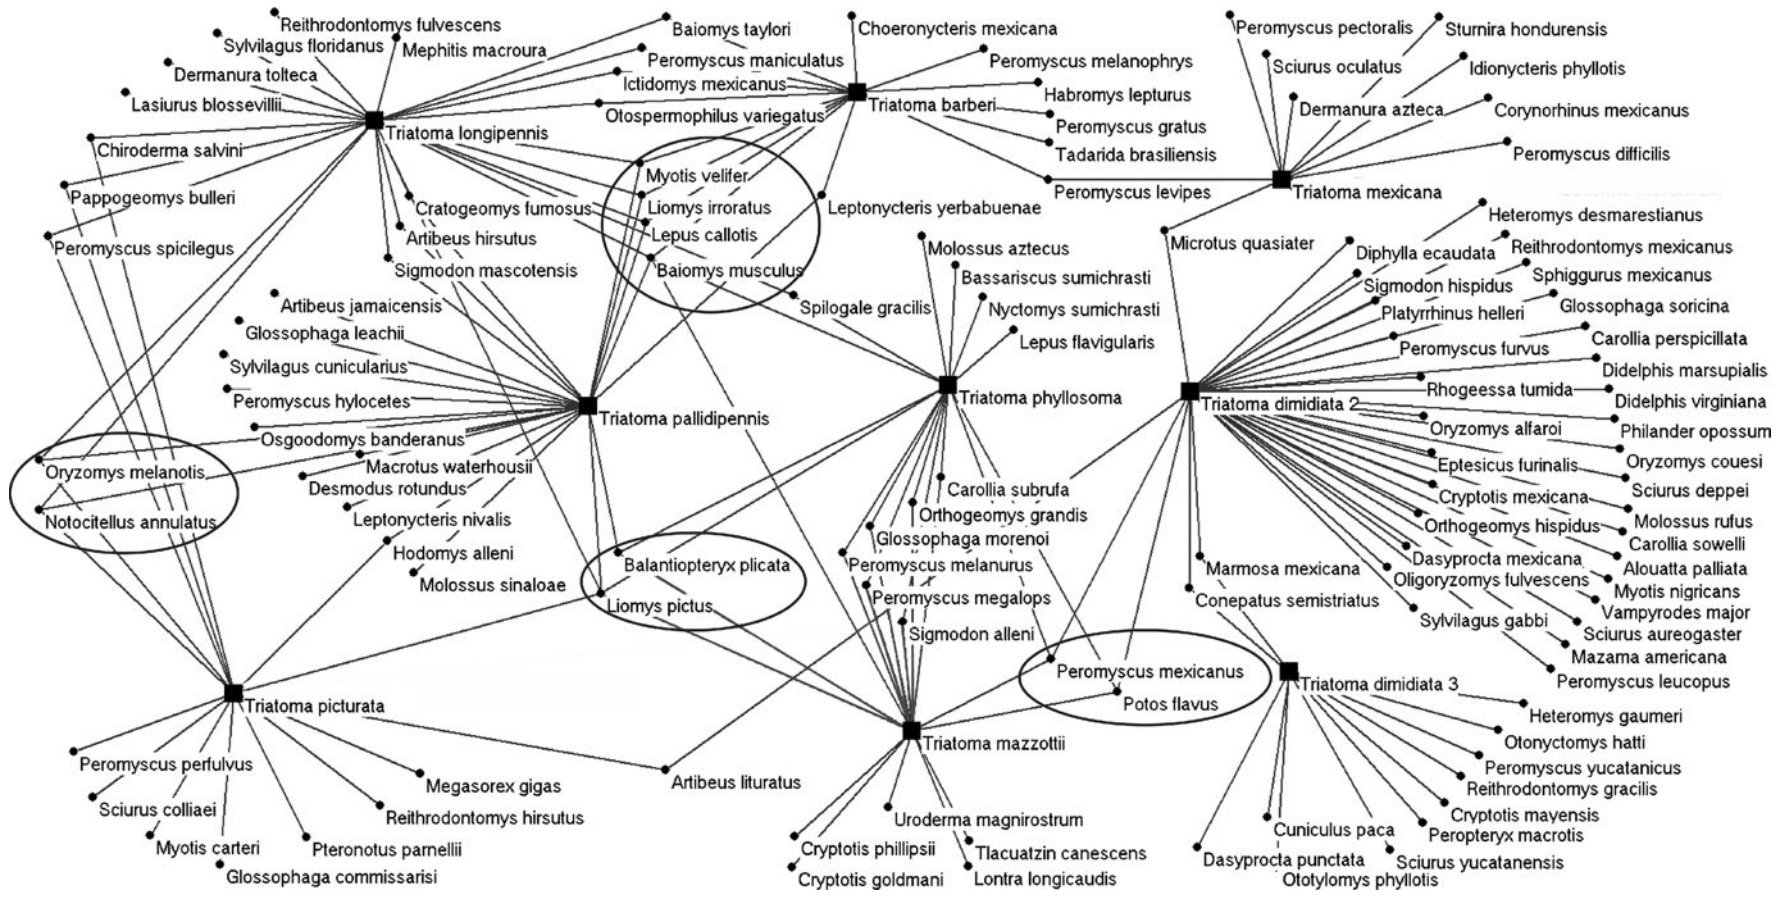 Reithrodontomys fulvescens
Sylvilagus floridanus
Mephitis macroura
Dermanura tolteca
Lasiurus blossevillii
Triatoma longipennis
Chiroderma salvini
Pappogeomys bulleri
Peromyscus spicilegus
Cratogeomys fumosus
Artibeus hirsutus
Sigmodon mascotensis
Baiomys taylori
Peromyscus maniculatus
Ictidomys mexicanus
Otospermophilus variegatus
Choeronycteris mexicana
Peromyscus melanophrys
Triatoma barberi
Habromys lepturus
Peromyscus gratus
Tadarida brasiliensis
Peromyscus levipes
Peromyscus pectoralis
Sturnira hondurensis
Sciurus oculatus
Idionycteris phyllotis
Dermanura azteca
Corynorhinus mexicanus
Peromyscus difficilis
Triatoma mexicana
Myotis velifer
Liomys irroratus
Lepus callotis
Baiomys musculus
Leptonycteris yerbabuenae
Microtus quasiater
Spilogale gracilis
Molossus aztecus
Bassariscus sumichrasti
Nyctomys sumichrasti
Lepus flavigularis
Triatoma phyllosoma
Artibeus jamaicensis
Glossophaga leachii
Sylvilagus cunicularius
Peromyscus hylocetes
Osgoodomys banderanus
Triatoma pallidipennis
Macrotus waterhousii
Desmodus rotundus
Leptonycteris nivalis
Hodomys alleni
Molossus sinaloae
Oryzomys melanotis
Notocitellus annulatus
Balantiopteryx plicata
Liomys pictus
Carollia subrufa
Orthogeomys grandis
Glossophaga morenoi
Peromyscus melanurus
Peromyscus megalops
Sigmodon alleni
Peromyscus mexicanus
Potos flavus
Heteromys desmarestianus
Diphylla ecaudata
Reithrodontomys mexicanus
Sigmodon hispidus
Sphiggurus mexicanus
Platyrrhinus helleri
Glossophaga soricina
Peromyscus furvus
Carollia perspicillata
Rhogeessa tumida
Didelphis marsupialis
Triatoma dimidiata 2
Didelphis virginiana
Oryzomys alfaroi
Philander opossum
Eptesicus furinalis
Oryzomys couesi
Cryptotis mexicana
Sciurus deppei
Orthogeomys hispidus
Molossus rufus
Dasyprocta mexicana
Carollia sowelli
Oligoryzomys fulvescens
Alouatta palliata
Sylvilagus gabbi
Myotis nigricans
Vampyrodes major
Sciurus aureogaster
Mazama americana
Peromyscus leucopus
Marmosa mexicana
Conepatus semistriatus
Triatoma dimidiata 3
Heteromys gaumeri
Otonyctomys hatti
Peromyscus yucatanicus
Reithrodontomys gracilis
Cryptotis mayensis
Peropteryx macrotis
Cuniculus paca
Sciurus yucatanensis
Dasyprocta punctata
Ototylomys phyllotis
Triatoma picturata
Peromyscus perfulvus
Sciurus colliaei
Myotis carteri
Glossophaga commissarisi
Pteronotus parnellii
Reithrodontomys hirsutus
Megasorex gigas
Artibeus lituratus
Triatoma mazzottii
Uroderma magnirostrum
Cryptotis phillipsii
Tlacuatzin canescens
Cryptotis goldmani
Lontra longicaudis